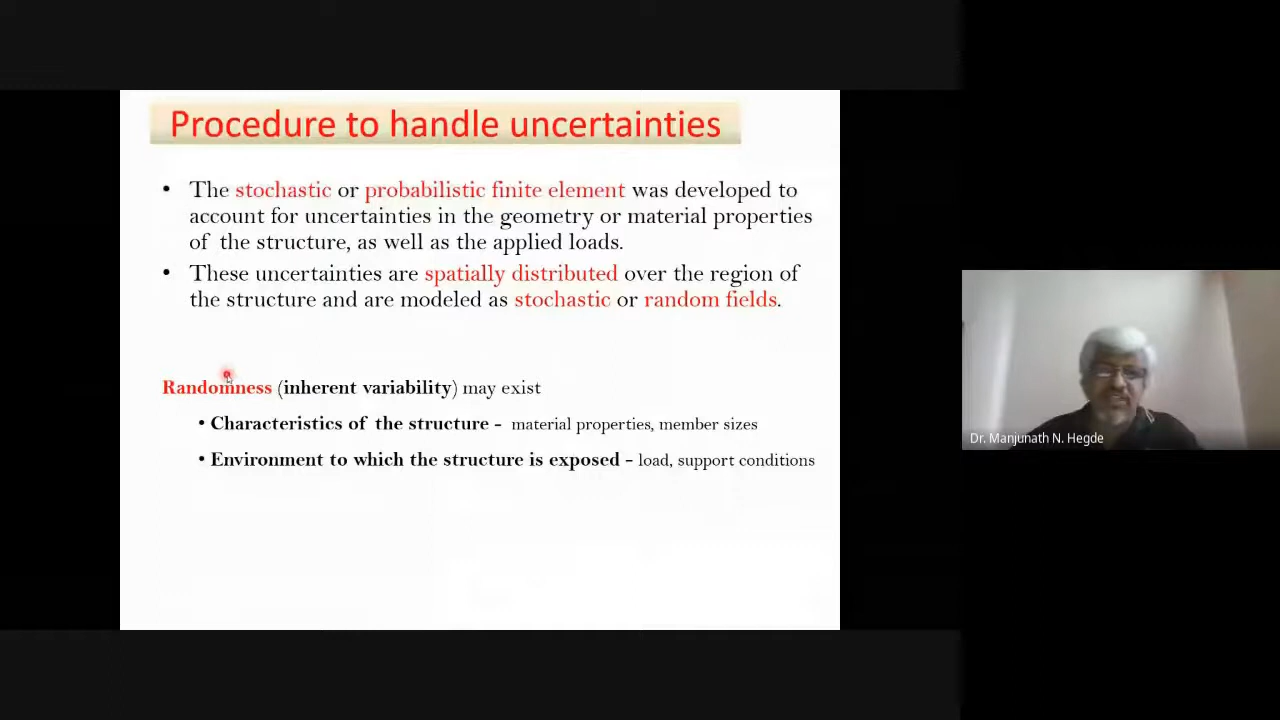 Procedure to handle uncertainties
• The stochastic or probabilistic finite element was developed to
account for uncertainties in the geometry or material properties
of the structure, as well as the applied loads.
• These uncertainties are spatially distributed over the region of
the structure and are modeled as stochastic or random fields.
Randomness (inherent variability) may exist
• Characteristics of the structure - material properties, member sizes
• Environment to which the structure is exposed – load, support conditions
Dr. Manjunath N. Hegde